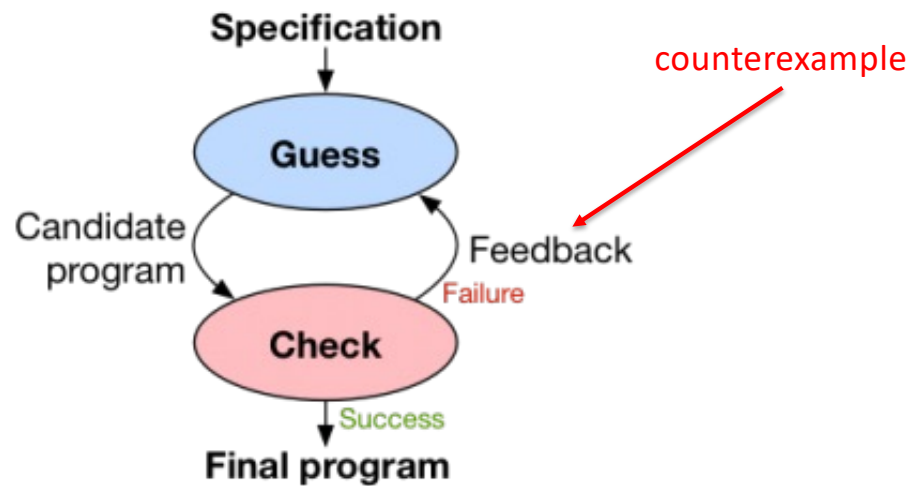 Specification
counterexample
Guess
Candidate
program
Feedback
Failure
Check
Success
Final program